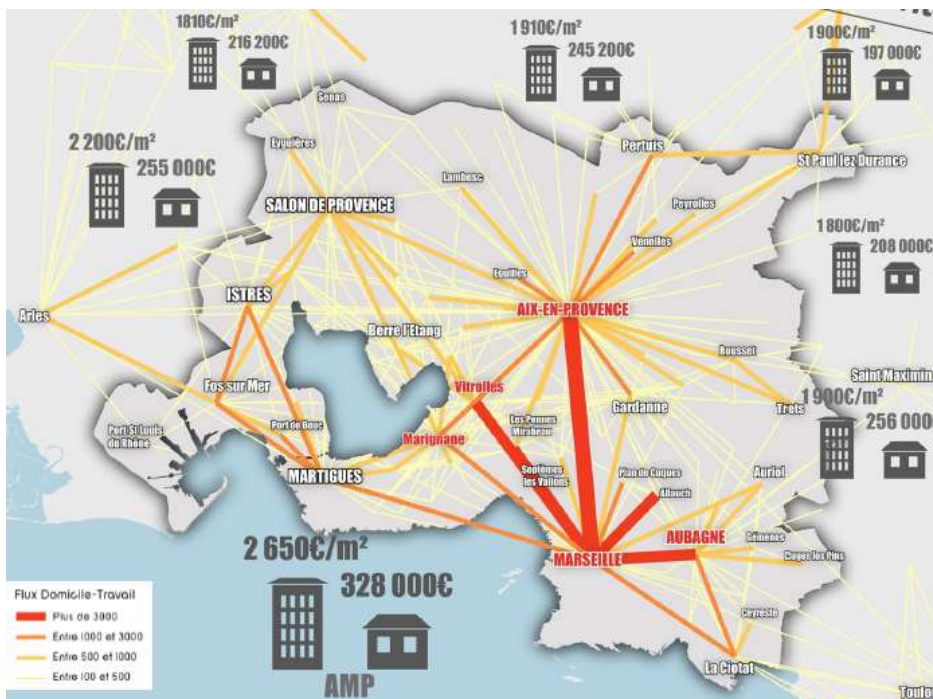 1810€/m²
216 200€
1 910€/m²
245 200€
1 900€/m²
197 000€
Sénas
2 200€/m²
255 000€
Eyguières
Pertuis
St Paul lez Durance
Lambesc
SALON DE PROVENCE
Peyrolles
1 800€/m²
208 000€
Venelles
Eguilles
ISTRES
AIX-EN-PROVENCE
Arles
Berre l'Etang
Rousset
Fos sur Mer
Vitrolles
Saint Maximin
Gardanne
Trets
1 900€/m²
256 000
Port St Louis
du Rhône
Port de Bouc
Les Pennes
Mirabeau
Marignane
MARTIGUES
Septèmes
les Vallons
Plan de Cuques
Auriol
Allauch
AUBAGNE
Gémenos
MARSEILLE
Cuges les Pins
2 650€/m²
328 000€
Ceyreste
La Ciotat
Toulo
AMP
Flux Domicile-Travail
Plus de 3000
Entre 1000 et 3000
Entre 500 et 1000
Entre 100 et 500